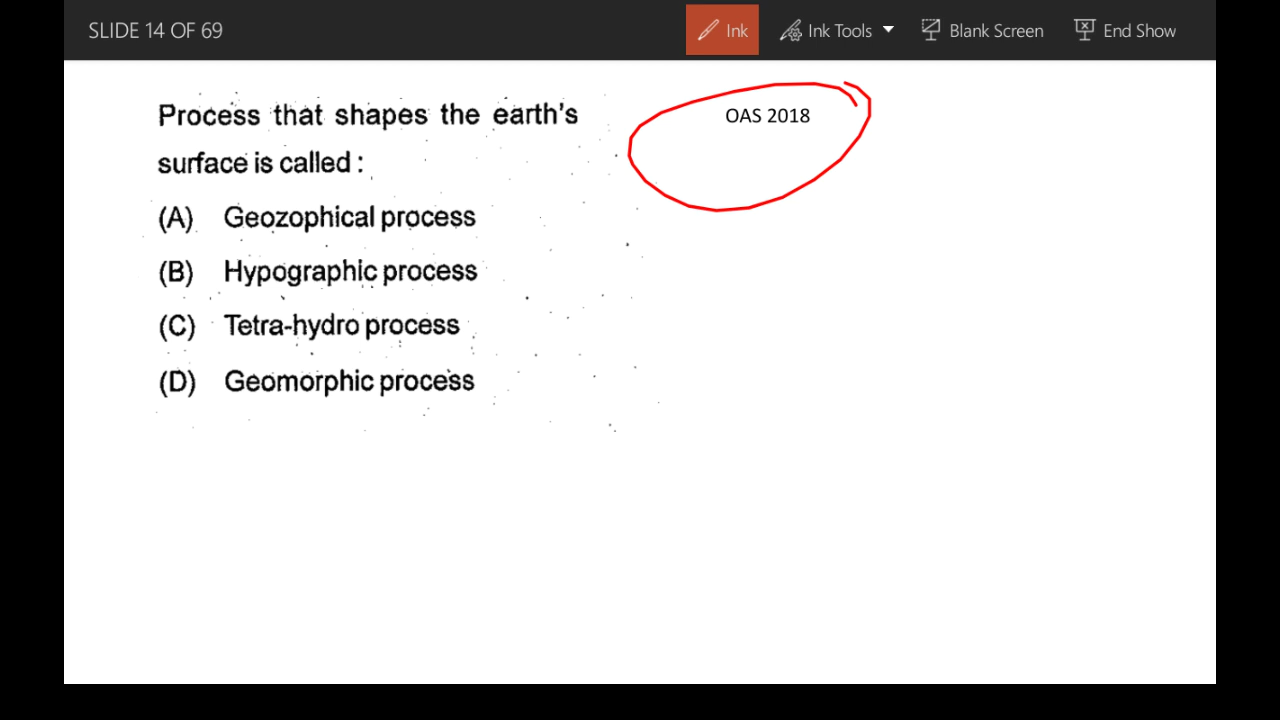 SLIDE 14 OF 69
Ink
Ink Tools
Blank Screen
End Show
Process that shapes the earth's
surface is called :
OAS 2018
(A) Geozophical process
(B) Hypographic process
(C) Tetra-hydro process
(D) Geomorphic process